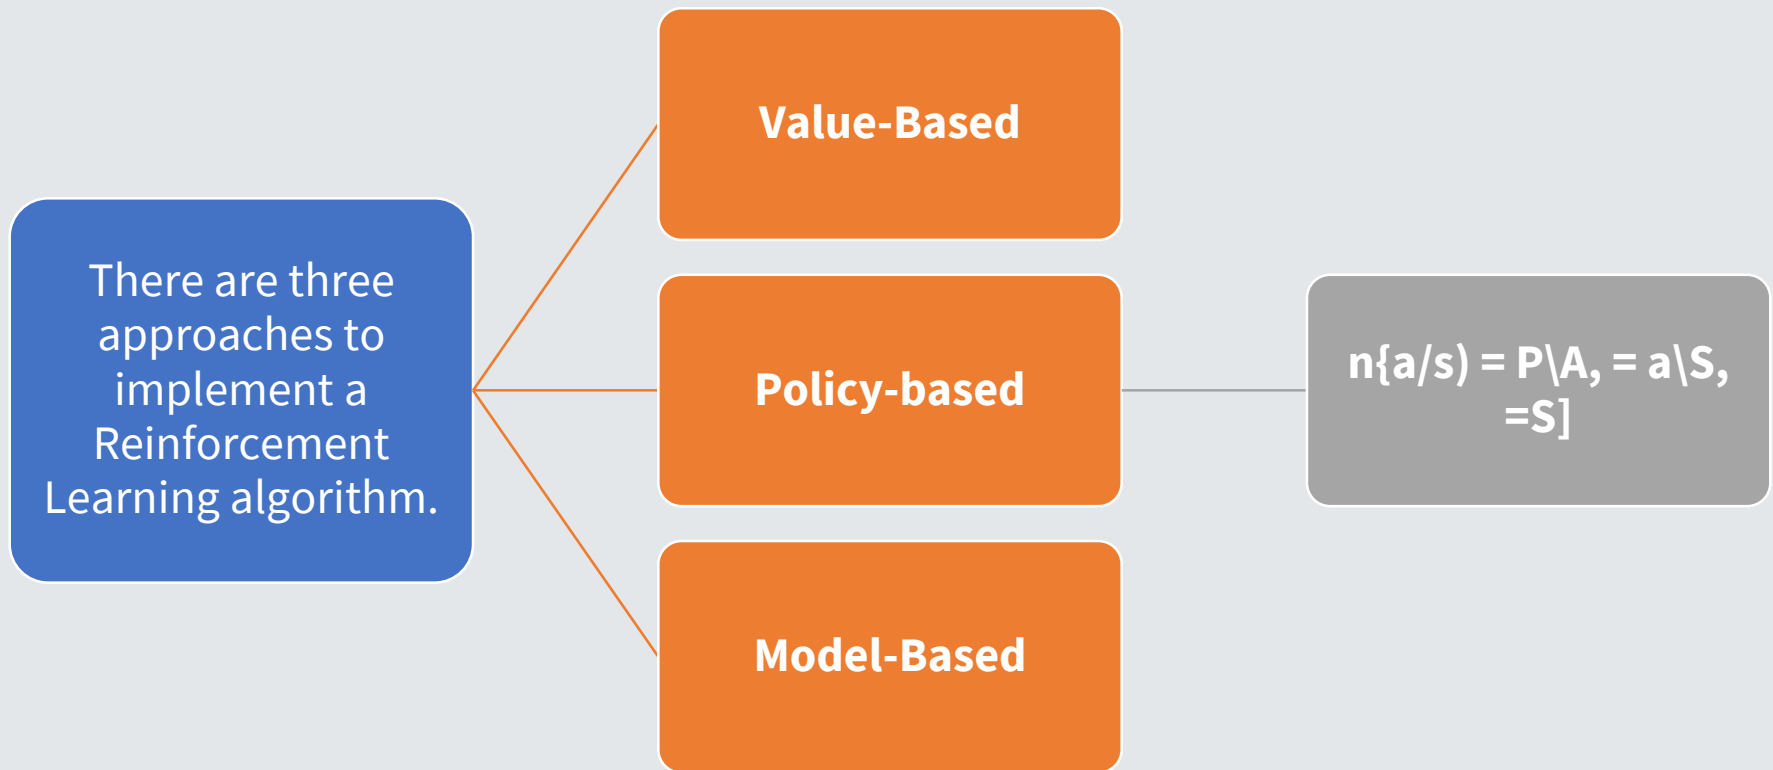 There are three
approaches to
implement a
Reinforcement
Learning algorithm.
Value-Based
Policy-based
n{a/s) = P\A, = a\S,
=S]
Model-Based